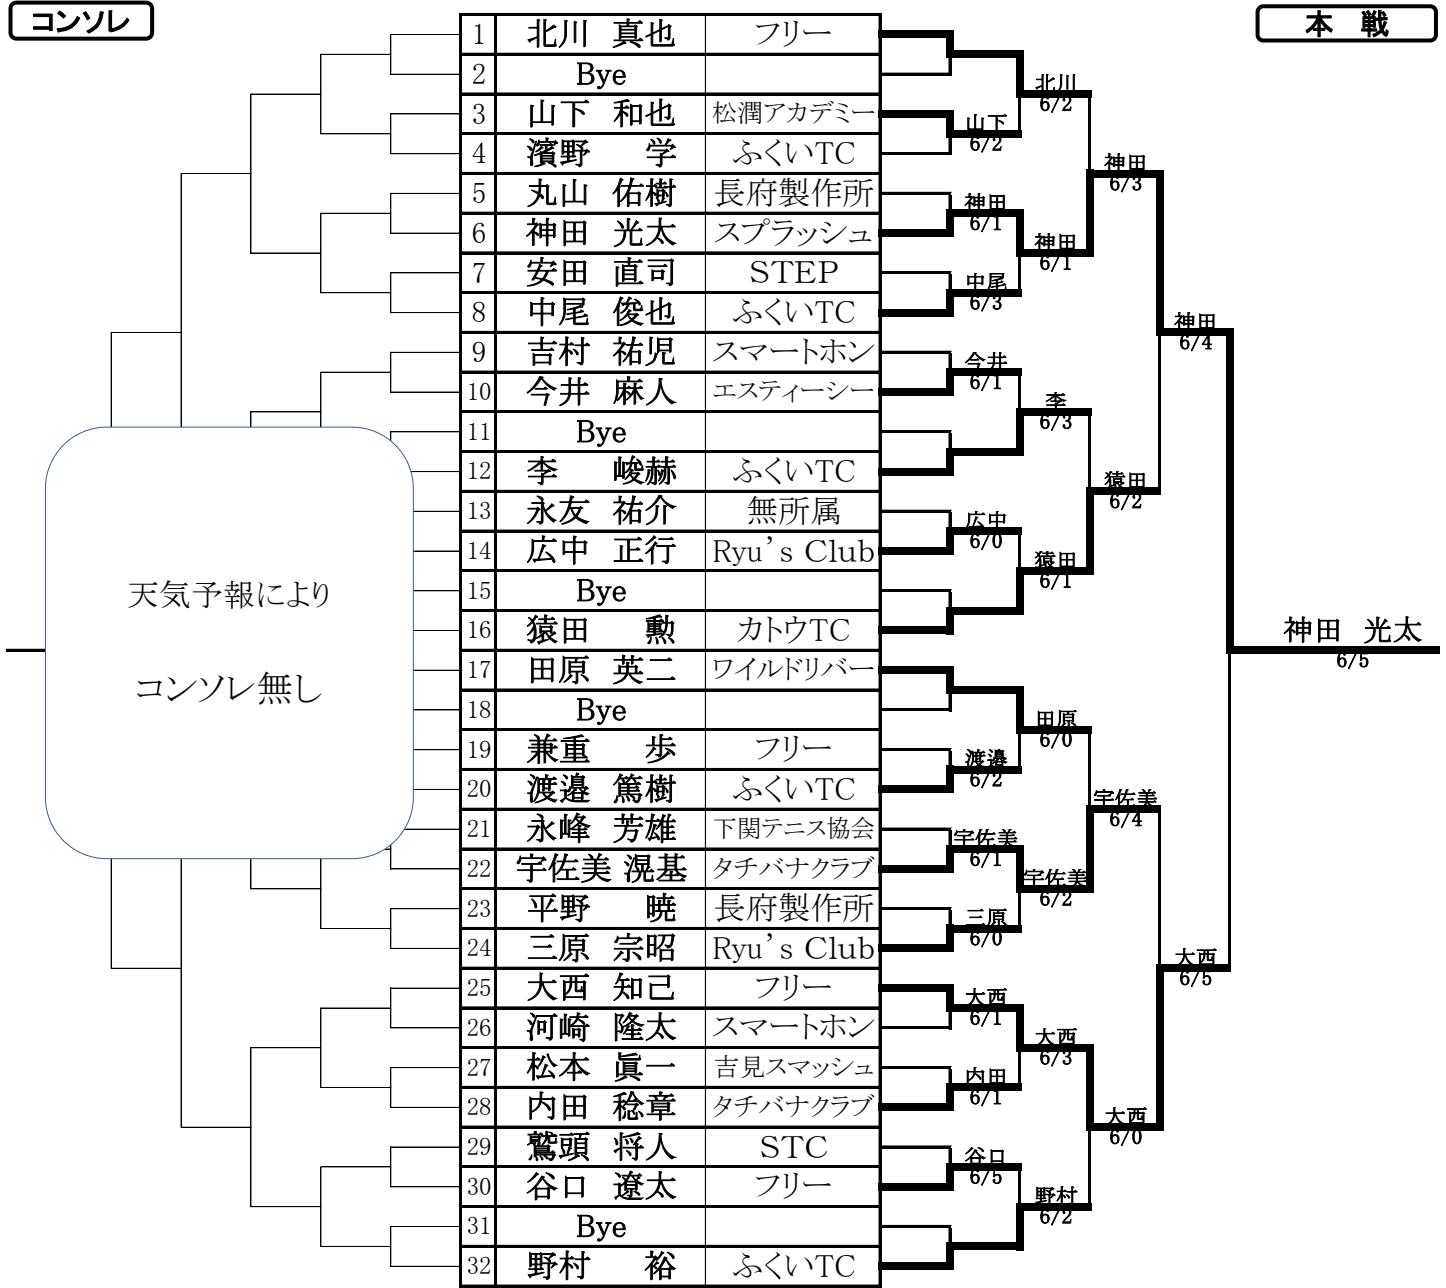 コンソレ
本 戦
1 北川 真也 フリー
2 Bye
3 山下 和也 松潤アカデミー
4 濱野 学 ふくいTC
5 丸山 佑樹 長府製作所
6 神田 光太 スプラッシュ
7 安田 直司 STEP
8 中尾 俊也 ふくいTC
9 吉村 祐児 スマートホン
10 今井 麻人 エスティーシー
11 Bye
12 李 峻赫 ふくいTC
13 永友 祐介 無所属
14 広中 正行 Ryu’s Club
15 Bye
16 猿田 勲 カトウTC
17 田原 英二 ワイルドリバー
18 Bye
19 兼重 歩 フリー
20 渡邉 篤樹 ふくいTC
21 永峰 芳雄 下関テニス協会
22 宇佐美 滉基 タチバナクラブ
23 平野 暁 長府製作所
24 三原 宗昭 Ryu’s Club
25 大西 知己 フリー
26 河崎 隆太 スマートホン
27 松本 眞一 吉見スマッシュ
28 内田 稔章 タチバナクラブ
29 鷲頭 将人 STC
30 谷口 遼太 フリー
31 Bye
32 野村 裕 ふくいTC
天気予報により
コンソレ無し
山下
6/2
神田
6/1
中尾
6/3
今井
6/1
広中
6/0
渡邉
6/2
宇佐美
6/1
三原
6/0
大西
6/1
内田
6/1
谷口
6/5
北川
6/2
神田
6/1
李
6/3
猿田
6/1
田原
6/0
宇佐美
6/2
大西
6/3
野村
6/2
神田
6/3
猿田
6/2
宇佐美
6/4
大西
6/0
神田
6/4
大西
6/5
神田 光太
6/5